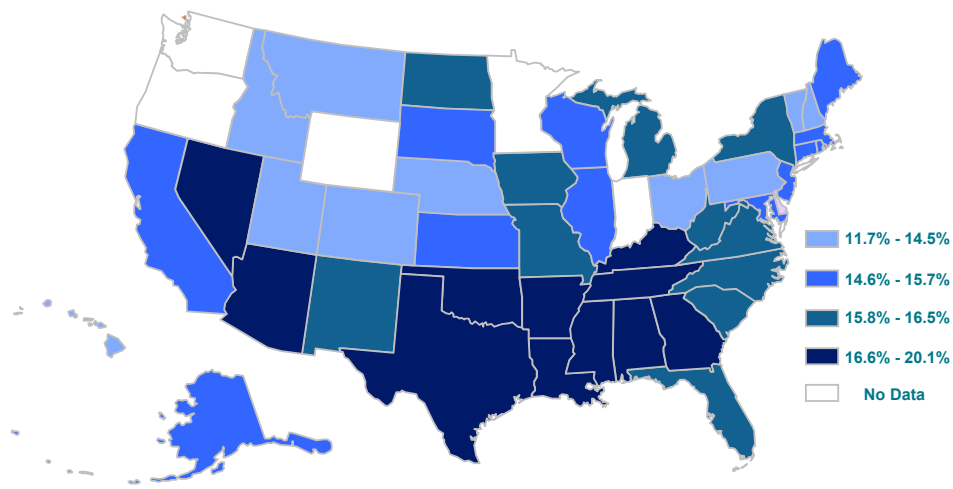 11.7% - 14.5%
14.6% - 15.7%
15.8% - 16.5%
16.6% - 20.1%
No Data